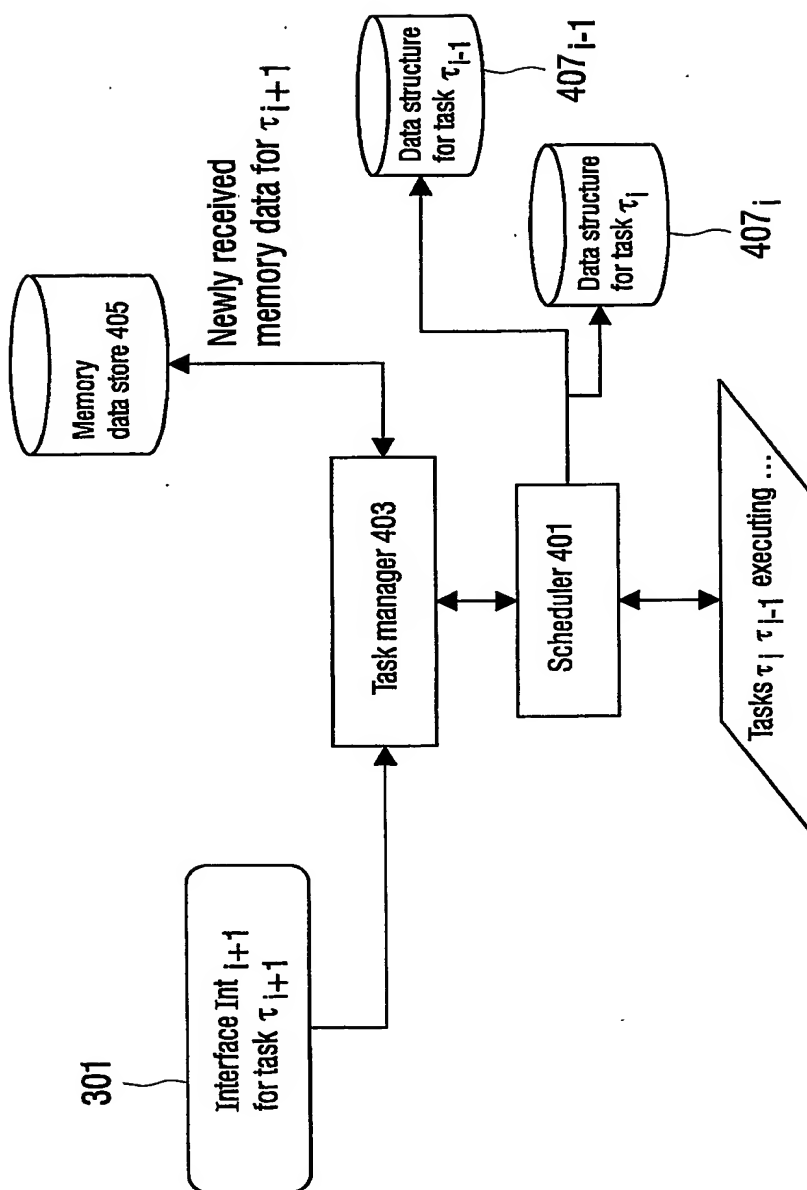 301
Interface Int i+1
for task τi+1
Task manager 403
Memory
data store 405
Newly received
memory data for τi+1
Scheduler 401
Data structure
for task τi-1
407i-1
Data structure
for task τi
407i
Tasks τi τi-1 executing ...